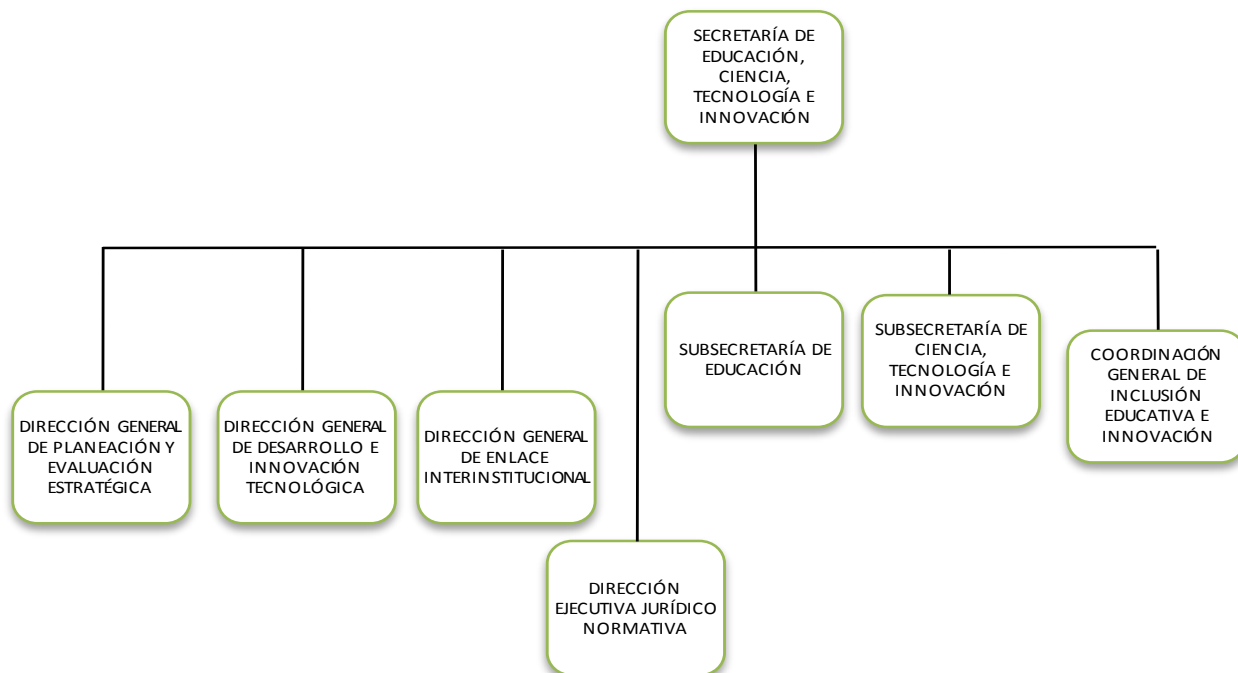 SECRETARÍA DE
EDUCACIÓN,
CIENCIA,
TECNOLOGÍA E
INNOVACIÓN
SUBSECRETARÍA DE
EDUCACIÓN
SUBSECRETARÍA DE
CIENCIA,
TECNOLOGÍA E
INNOVACIÓN
COORDINACIÓN
GENERAL DE
INCLUSIÓN
EDUCATIVA E
INNOVACIÓN
DIRECCIÓN GENERAL
DE PLANEACIÓN Y
EVALUACIÓN
ESTRATÉGICA
DIRECCIÓN GENERAL
DE DESARROLLO E
INNOVACIÓN
TECNOLÓGICA
DIRECCIÓN GENERAL
DE ENLACE
INTERINSTITUCIONAL
DIRECCIÓN
EJECUTIVA JURÍDICO
NORMATIVA